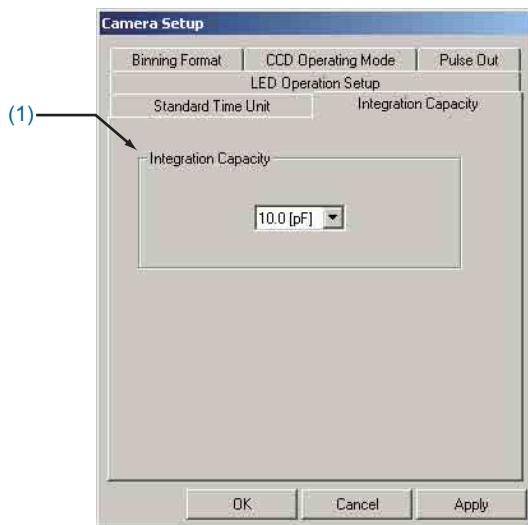 Camera Setup
Binning Format CCD Operating Mode Pulse Out
LED Operation Setup
Standard Time Unit Integration Capacity
(1)
Integration Capacity
10.0 [pF]
OK Cancel Apply